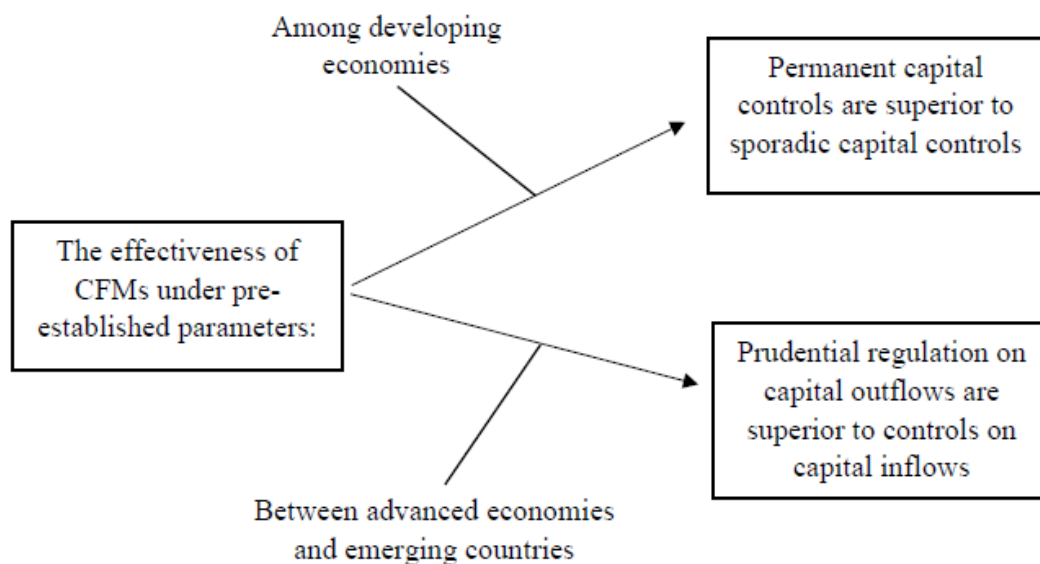 Among developing
economies
Permanent capital
controls are superior to
sporadic capital controls
The effectiveness of
CFMs under pre-
established parameters:
Prudential regulation on
capital outflows are
superior to controls on
capital inflows
Between advanced economies
and emerging countries